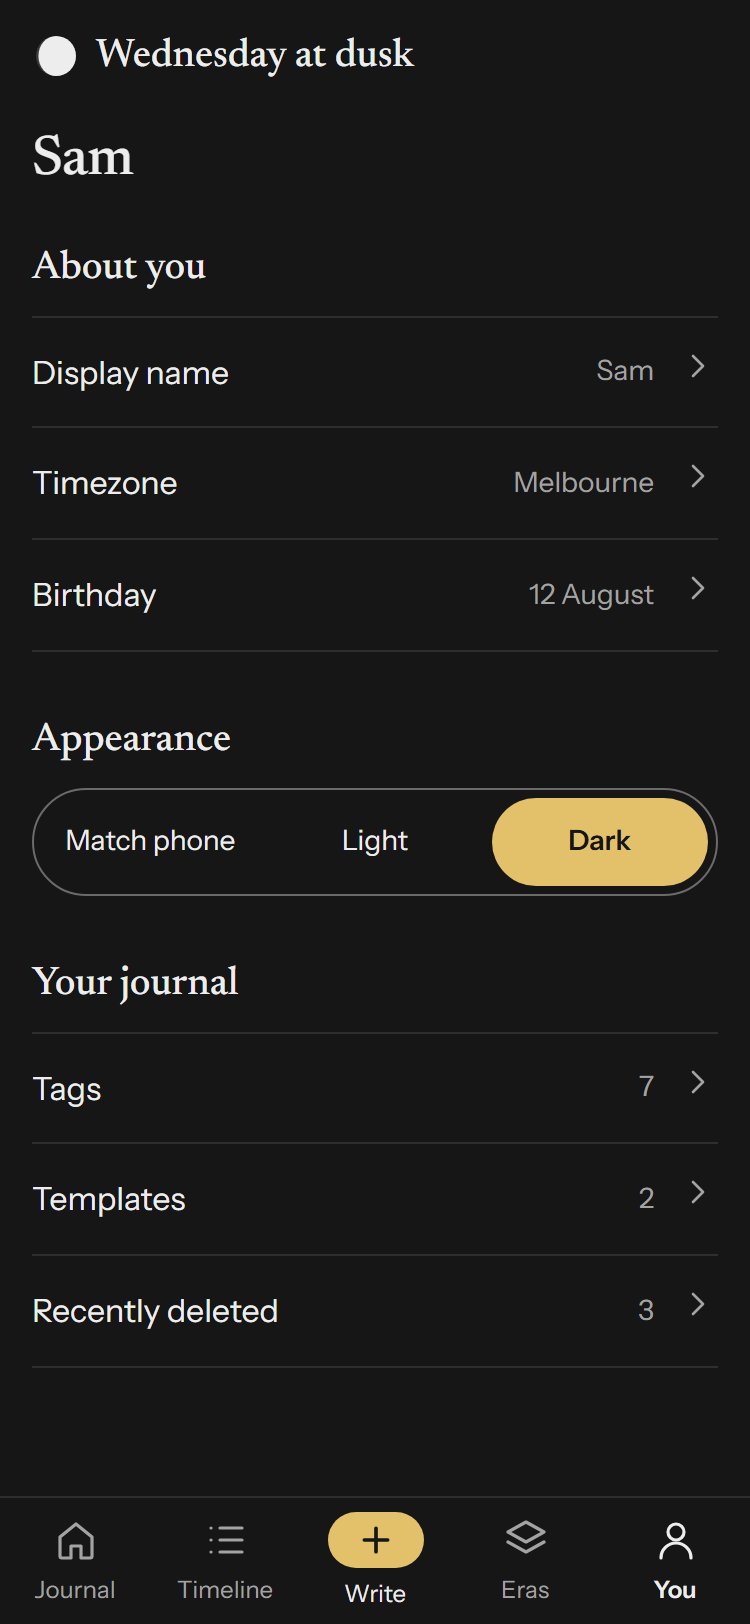 Wednesday at dusk
Sam
About you
Display name Sam
Timezone Melbourne
Birthday 12 August
Appearance
Match phone Light Dark
Your journal
Tags 7
Templates 2
Recently deleted 3
Journal Timeline Write Eras You